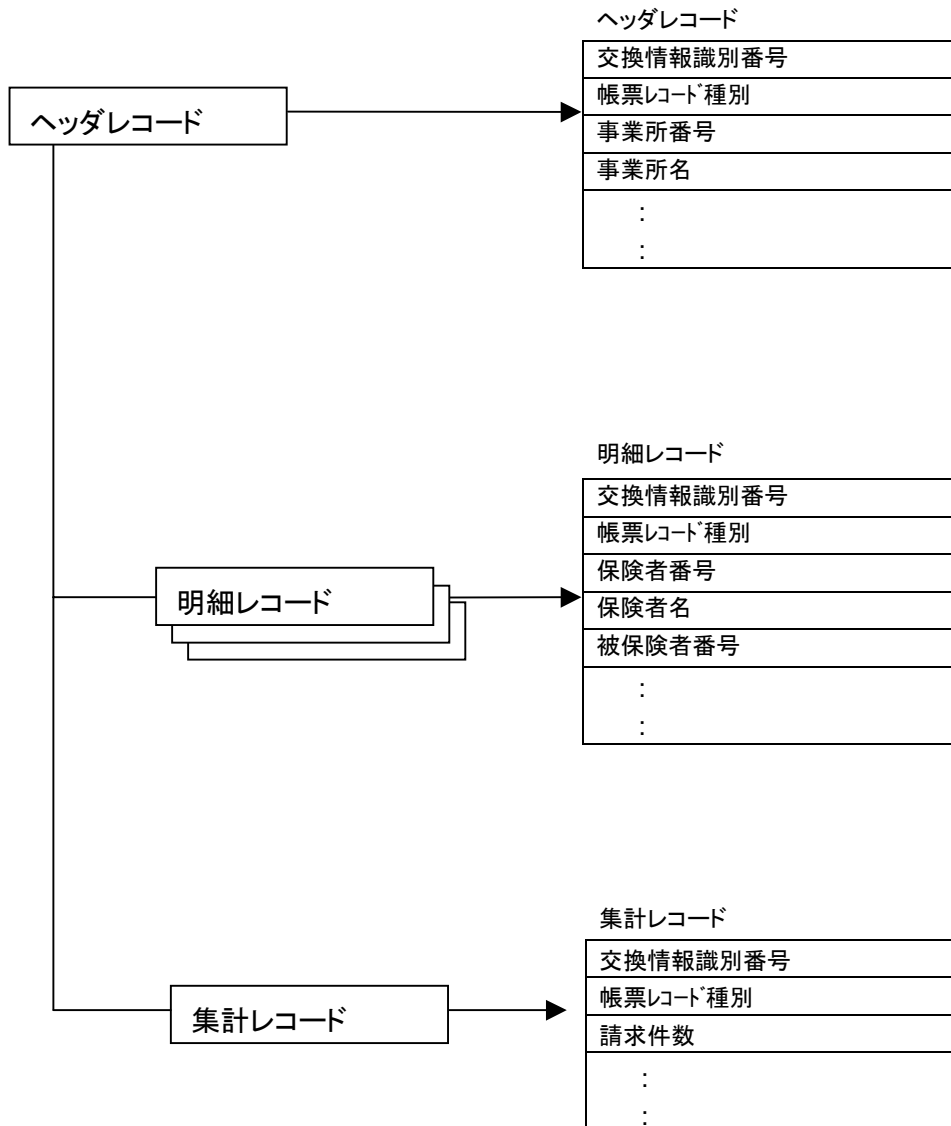 ヘッダレコード
交換情報識別番号
帳票ﾚｺｰﾄﾞ種別
事業所番号
事業所名
:
:
ヘッダレコード
明細レコード
交換情報識別番号
帳票ﾚｺｰﾄﾞ種別
保険者番号
保険者名
被保険者番号
:
:
明細レコード
集計レコード
交換情報識別番号
帳票ﾚｺｰﾄﾞ種別
請求件数
:
:
集計レコード